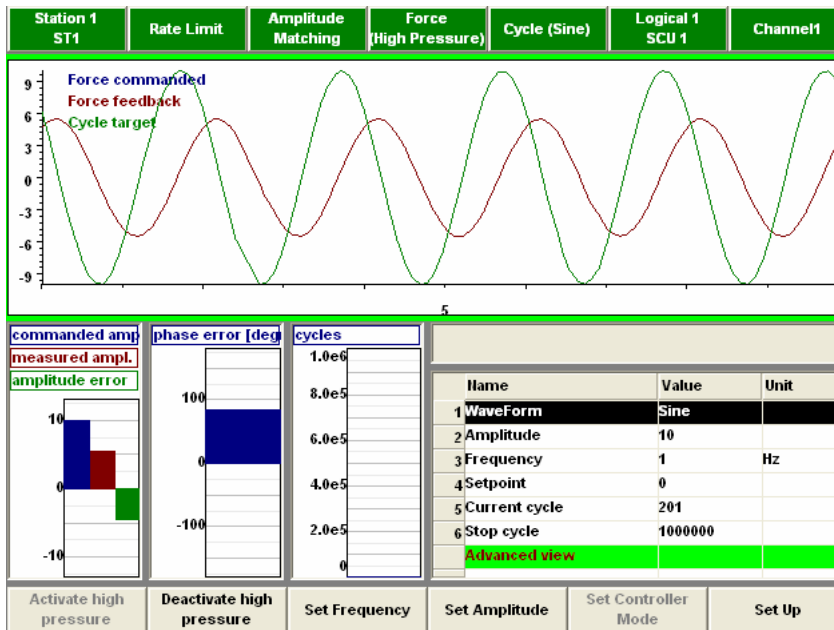 Station 1
ST1
Rate Limit
Amplitude
Matching
Force
(High Pressure)
Cycle (Sine)
Logical 1
SCU 1
Channel1
Force commanded
Force feedback
Cycle target
9
6
3
0
-3
-6
-9
5
commanded amp
measured ampl.
amplitude error
10
0
-10
phase error [deg
100
0
-100
cycles
1.0e6
8.0e5
6.0e5
4.0e5
2.0e5
0
Name Value Unit
1 WaveForm Sine
2 Amplitude 10
3 Frequency 1 Hz
4 Setpoint 0
5 Current cycle 201
6 Stop cycle 1000000
Advanced view
Activate high
pressure
Deactivate high
pressure
Set Frequency
Set Amplitude
Set Controller
Mode
Set Up